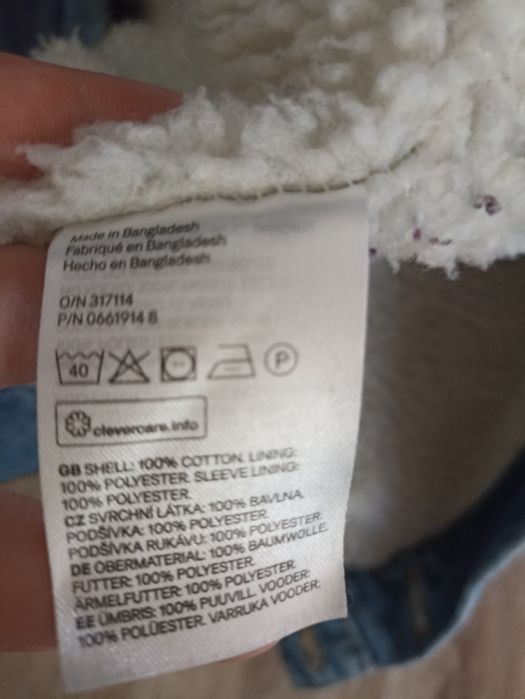 Made in Bangladesh
Fabriqué en Bangladesh
Hecho en Bangladesh
O/N 317114
P/N 0661914 8
40 P
clevercare.info
GB SHELL: 100% COTTON. LINING:
100% POLYESTER. SLEEVE LINING:
100% POLYESTER.
CZ SVRCHNÍ LÁTKA: 100% BAVLNA.
PODŠÍVKA: 100% POLYESTER.
PODŠÍVKA RUKÁVU: 100% POLYESTER.
DE OBERMATERIAL: 100% BAUMWOLLE.
FUTTER: 100% POLYESTER.
ÄRMELFUTTER: 100% POLYESTER.
EE ÜMBRIS: 100% PUUVILL. VOODER:
100% POLÜESTER. VARRUKA VOODER: